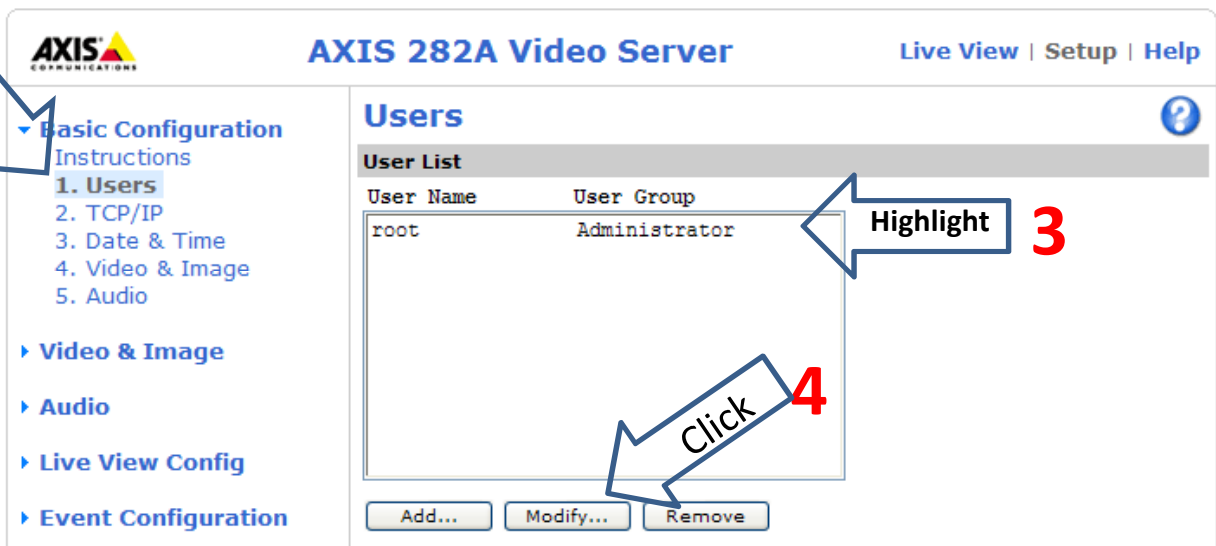 AXIS
COMMUNICATIONS
AXIS 282A Video Server
Live View | Setup | Help
Basic Configuration
Instructions
1. Users
2. TCP/IP
3. Date & Time
4. Video & Image
5. Audio
Video & Image
Audio
Live View Config
Event Configuration
Users
User List
User Name User Group
root Administrator
Highlight 3
Click 4
Add... Modify... Remove